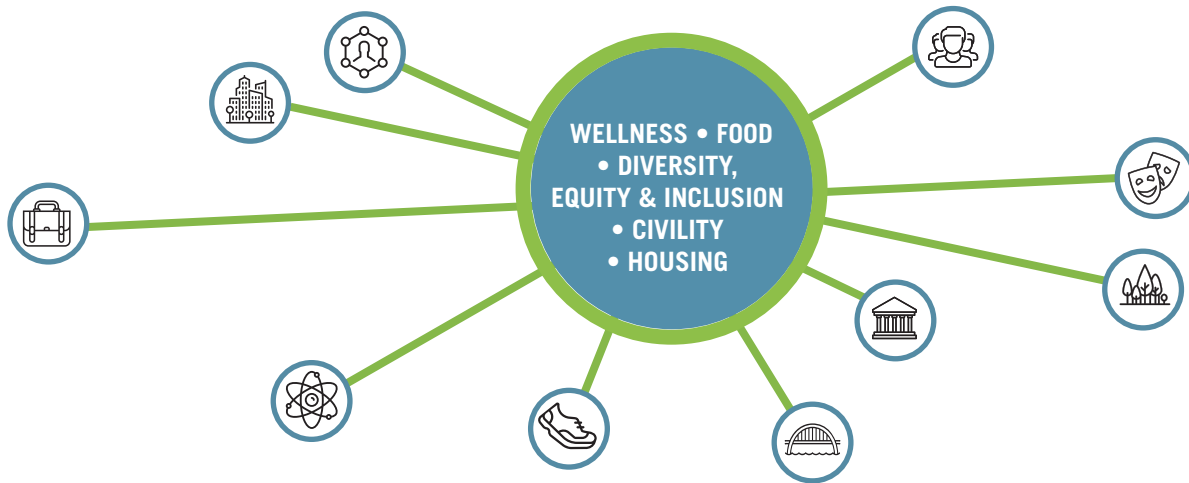 WELLNESS • FOOD
• DIVERSITY,
EQUITY & INCLUSION
• CIVILITY
• HOUSING